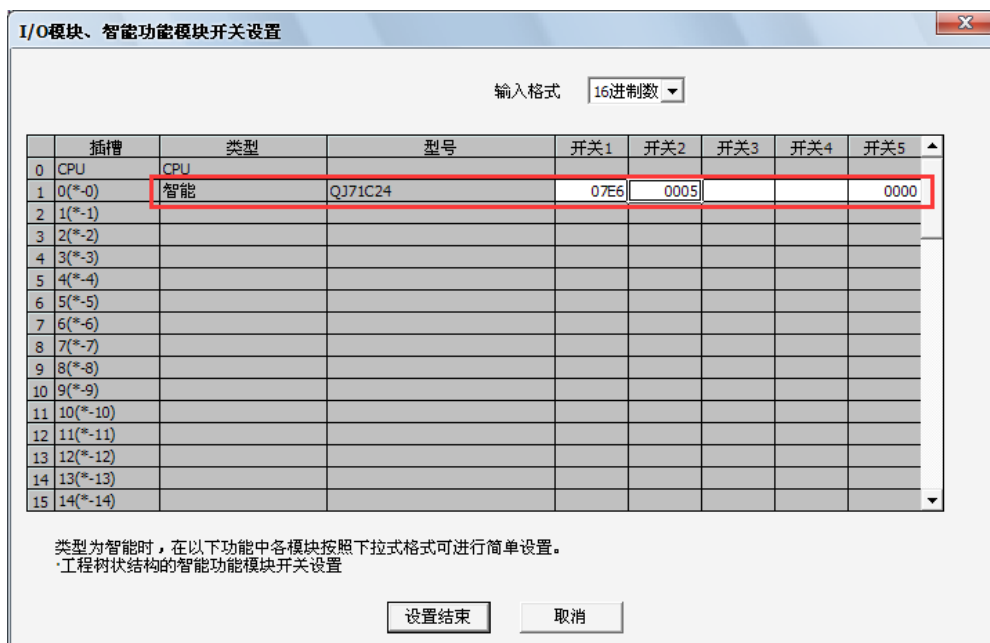 I/O模块、智能功能模块开关设置
输入格式 16进制数
插槽 类型 型号 开关1 开关2 开关3 开关4 开关5
0 CPU CPU
1 0(*-0) 智能 QJ71C24 07E6 0005 0000
2 1(*-1)
3 2(*-2)
4 3(*-3)
5 4(*-4)
6 5(*-5)
7 6(*-6)
8 7(*-7)
9 8(*-8)
10 9(*-9)
11 10(*-10)
12 11(*-11)
13 12(*-12)
14 13(*-13)
15 14(*-14)
类型为智能时，在以下功能中各模块按照下拉式格式可进行简单设置。
·工程树状结构的智能功能模块开关设置
设置结束 取消